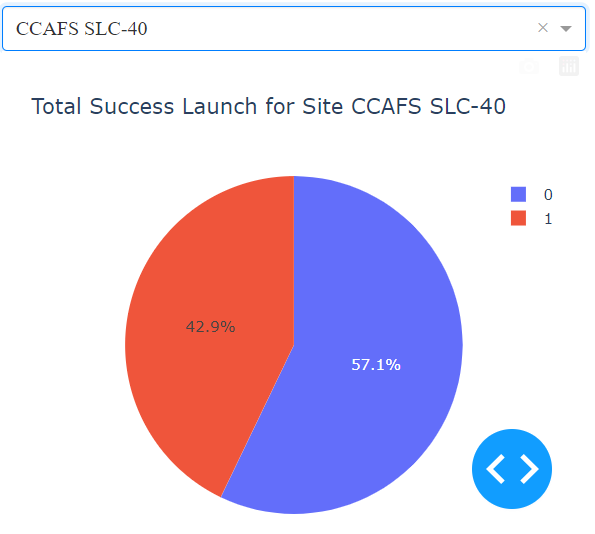 CCAFS SLC-40
Total Success Launch for Site CCAFS SLC-40
0
1
42.9%
57.1%